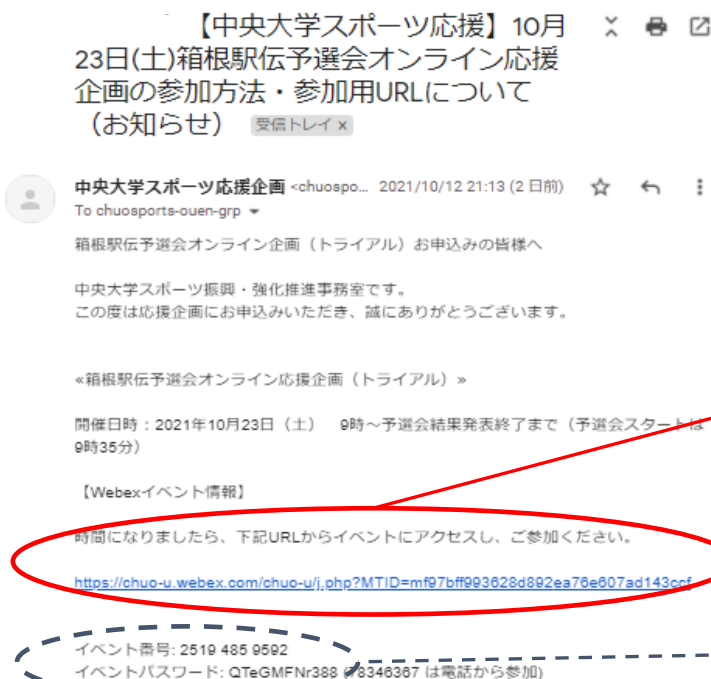 【中央大学スポーツ応援】10月
23日(土)箱根駅伝予選会オンライン応援
企画の参加方法・参加用URLについて
（お知らせ） 受信トレイ ×
中央大学スポーツ応援企画 <chuospo... 2021/10/12 21:13 (2 日前)
To chuosports-ouen-grp
箱根駅伝予選会オンライン企画（トライアル）お申込みの皆様へ
中央大学スポーツ振興・強化推進事務室です。
この度は応援企画にお申込みいただき、誠にありがとうございます。
«箱根駅伝予選会オンライン応援企画（トライアル）»
開催日時：2021年10月23日（土）　9時～予選会結果発表終了まで（予選会スタートは
9時35分）
【Webexイベント情報】
時間になりましたら、下記URLからイベントにアクセスし、ご参加ください。
https://chuo-u.webex.com/chuo-u/j.php?MTID=mf97bff993628d892ea76e607ad143ccf
イベント番号: 2519 485 9592
イベントパスワード: QTeGMFNr388 (78346367 は電話から参加)